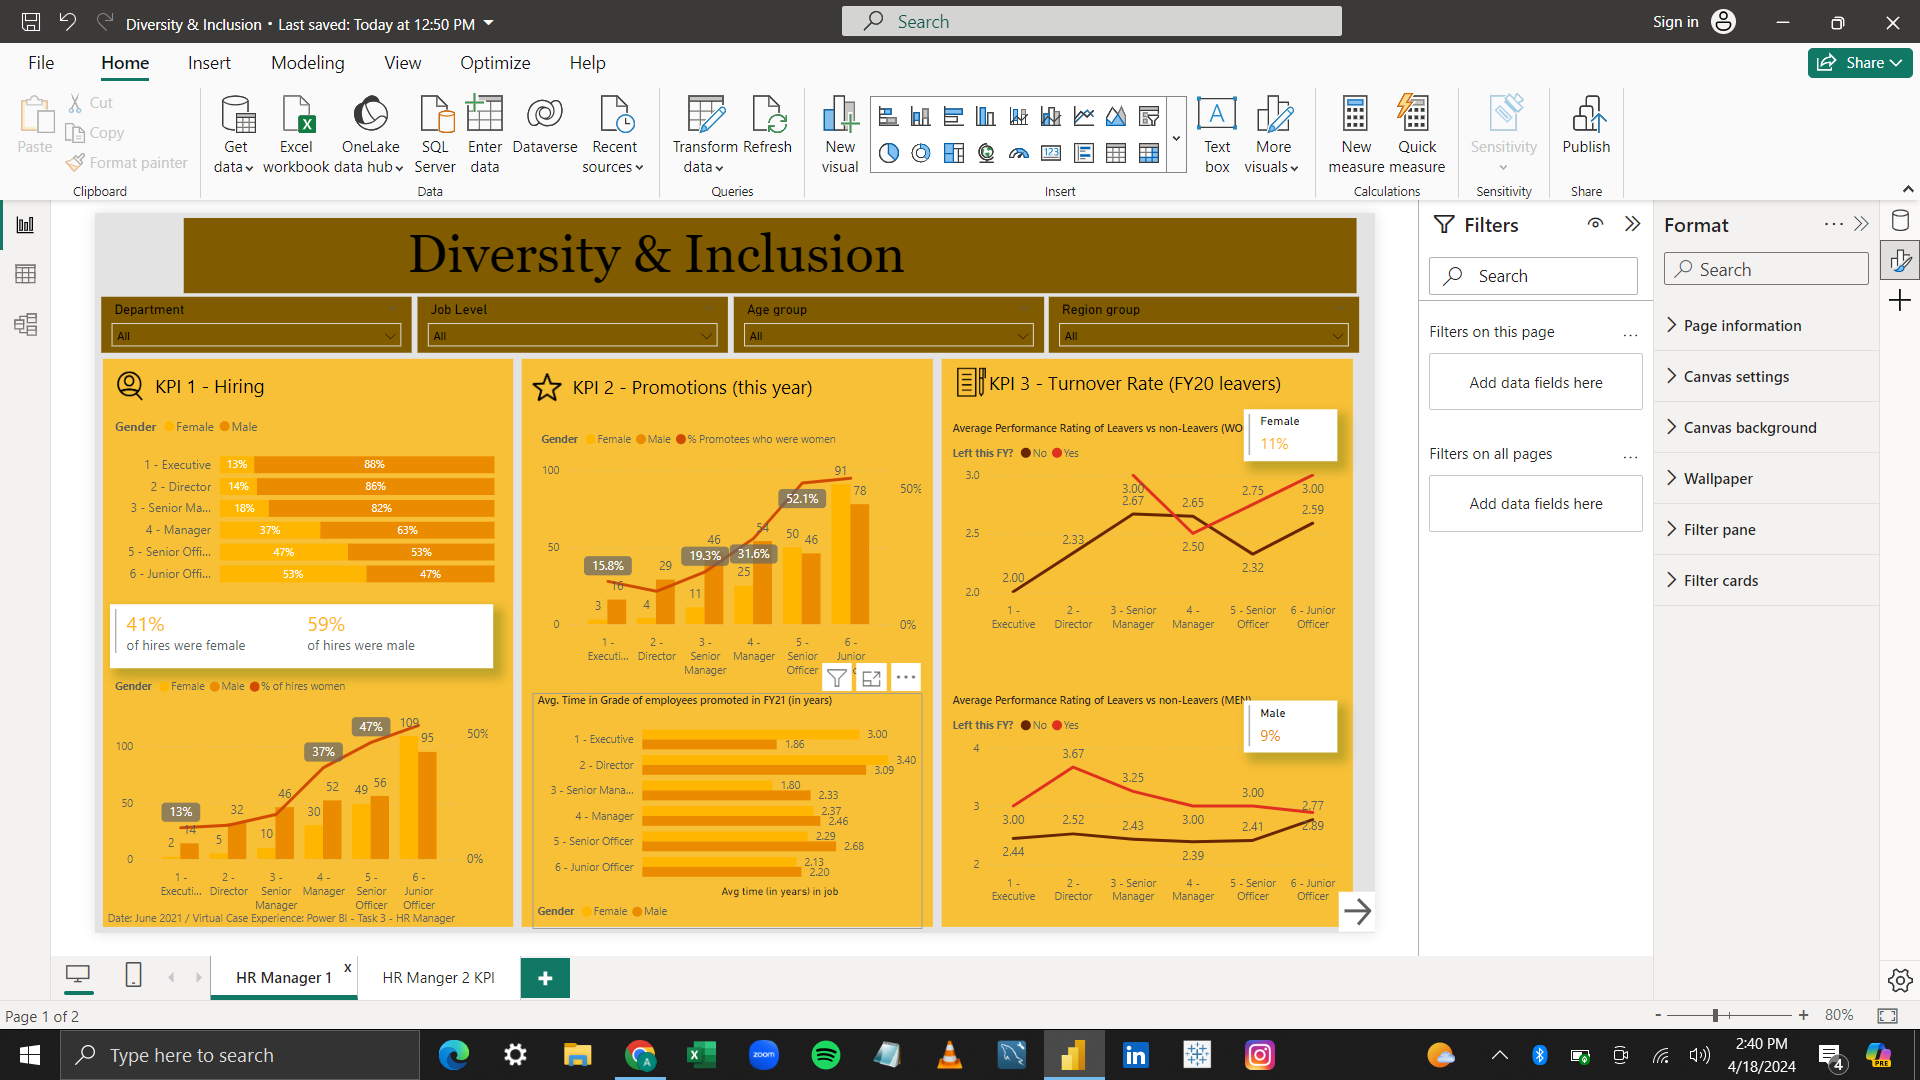 Diversity & Inclusion • Last saved: Today at 12:50 PM
Search
Sign in
File Home Insert Modeling View Optimize Help
Share
Paste
Cut
Copy
Format painter
Clipboard
Get data
Excel workbook
OneLake data hub
SQL Server
Enter data
Dataverse
Recent sources
Data
Transform data
Refresh
Queries
New visual
Text box
More visuals
Insert
New measure
Quick measure
Calculations
Sensitivity
Sensitivity
Publish
Share
Diversity & Inclusion
Department
All
Job Level
All
Age group
All
Region group
All
KPI 1 - Hiring
Gender Female Male
1 - Executive 13% 88%
2 - Director 14% 86%
3 - Senior Ma... 18% 82%
4 - Manager 37% 63%
5 - Senior Offi... 47% 53%
6 - Junior Offi... 53% 47%
41%
of hires were female
59%
of hires were male
Gender Female Male % of hires women
100
50
0
50%
0%
2 14 5 32 10 46 30 52 49 56 109 95
13% 37% 47%
1 - Executi...
2 - Director
3 - Senior Manager
4 - Manager
5 - Senior Officer
6 - Junior Officer
Date: June 2021 / Virtual Case Experience: Power BI - Task 3 - HR Manager
KPI 2 - Promotions (this year)
Gender Female Male % Promotees who were women
100
50
0
50%
0%
3 16 4 29 11 46 25 54 50 46 91 78
15.8% 19.3% 31.6% 52.1%
1 - Executi...
2 - Director
3 - Senior Manager
4 - Manager
5 - Senior Officer
6 - Junior
Avg. Time in Grade of employees promoted in FY21 (in years)
1 - Executive 3.00 1.86
2 - Director 3.40 3.09
3 - Senior Mana... 1.80 2.33
4 - Manager 2.37 2.46
5 - Senior Officer 2.29 2.68
6 - Junior Officer 2.13 2.20
Avg time (in years) in job
Gender Female Male
KPI 3 - Turnover Rate (FY20 leavers)
Average Performance Rating of Leavers vs non-Leavers (WO
Female
11%
Left this FY? No Yes
3.0
2.5
2.0
2.00 2.33 3.00 2.67 2.65 2.50 2.75 2.32 3.00 2.59
1 - Executive
2 - Director
3 - Senior Manager
4 - Manager
5 - Senior Officer
6 - Junior Officer
Average Performance Rating of Leavers vs non-Leavers (MEN)
Male
9%
Left this FY? No Yes
4
3
2
3.00 2.44 3.67 2.52 3.25 2.43 3.00 2.39 3.00 2.41 2.77 2.89
1 - Executive
2 - Director
3 - Senior Manager
4 - Manager
5 - Senior Officer
6 - Junior Officer
Filters
Search
Filters on this page
Add data fields here
Filters on all pages
Add data fields here
Format
Search
Page information
Canvas settings
Canvas background
Wallpaper
Filter pane
Filter cards
HR Manager 1 x
HR Manger 2 KPI
+
Page 1 of 2
- + 80%
Type here to search
zoom
2:40 PM
4/18/2024
4
PRE